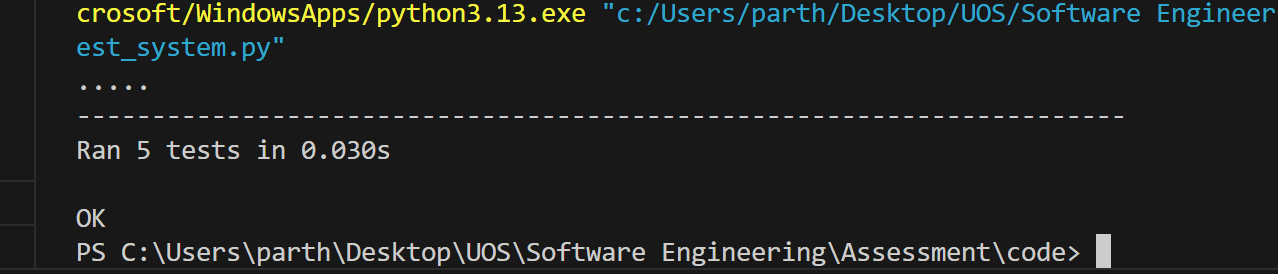 crosoft/WindowsApps/python3.13.exe "c:/Users/parth/Desktop/UOS/Software Engineer
est_system.py"
.....
----------------------------------------------------------------------
Ran 5 tests in 0.030s

OK
PS C:\Users\parth\Desktop\UOS\Software Engineering\Assessment\code>